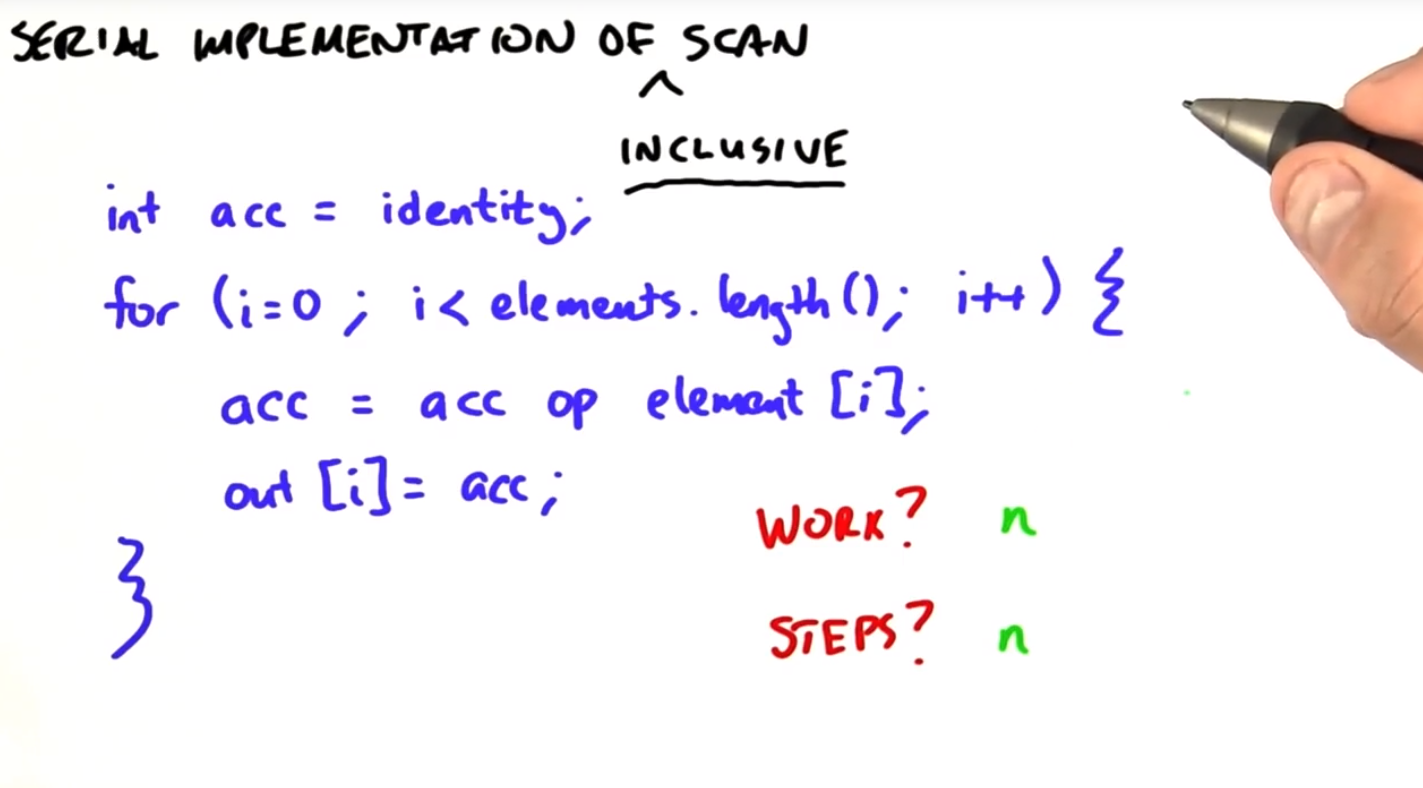 SERIAL IMPLEMENTATION OF SCAN
^
INCLUSIVE
int acc = identity;
for (i=0 ; i< elements.length(); i++) {
acc = acc op element [i];
out [i] = acc ;
}
WORK? n
STEPS? n